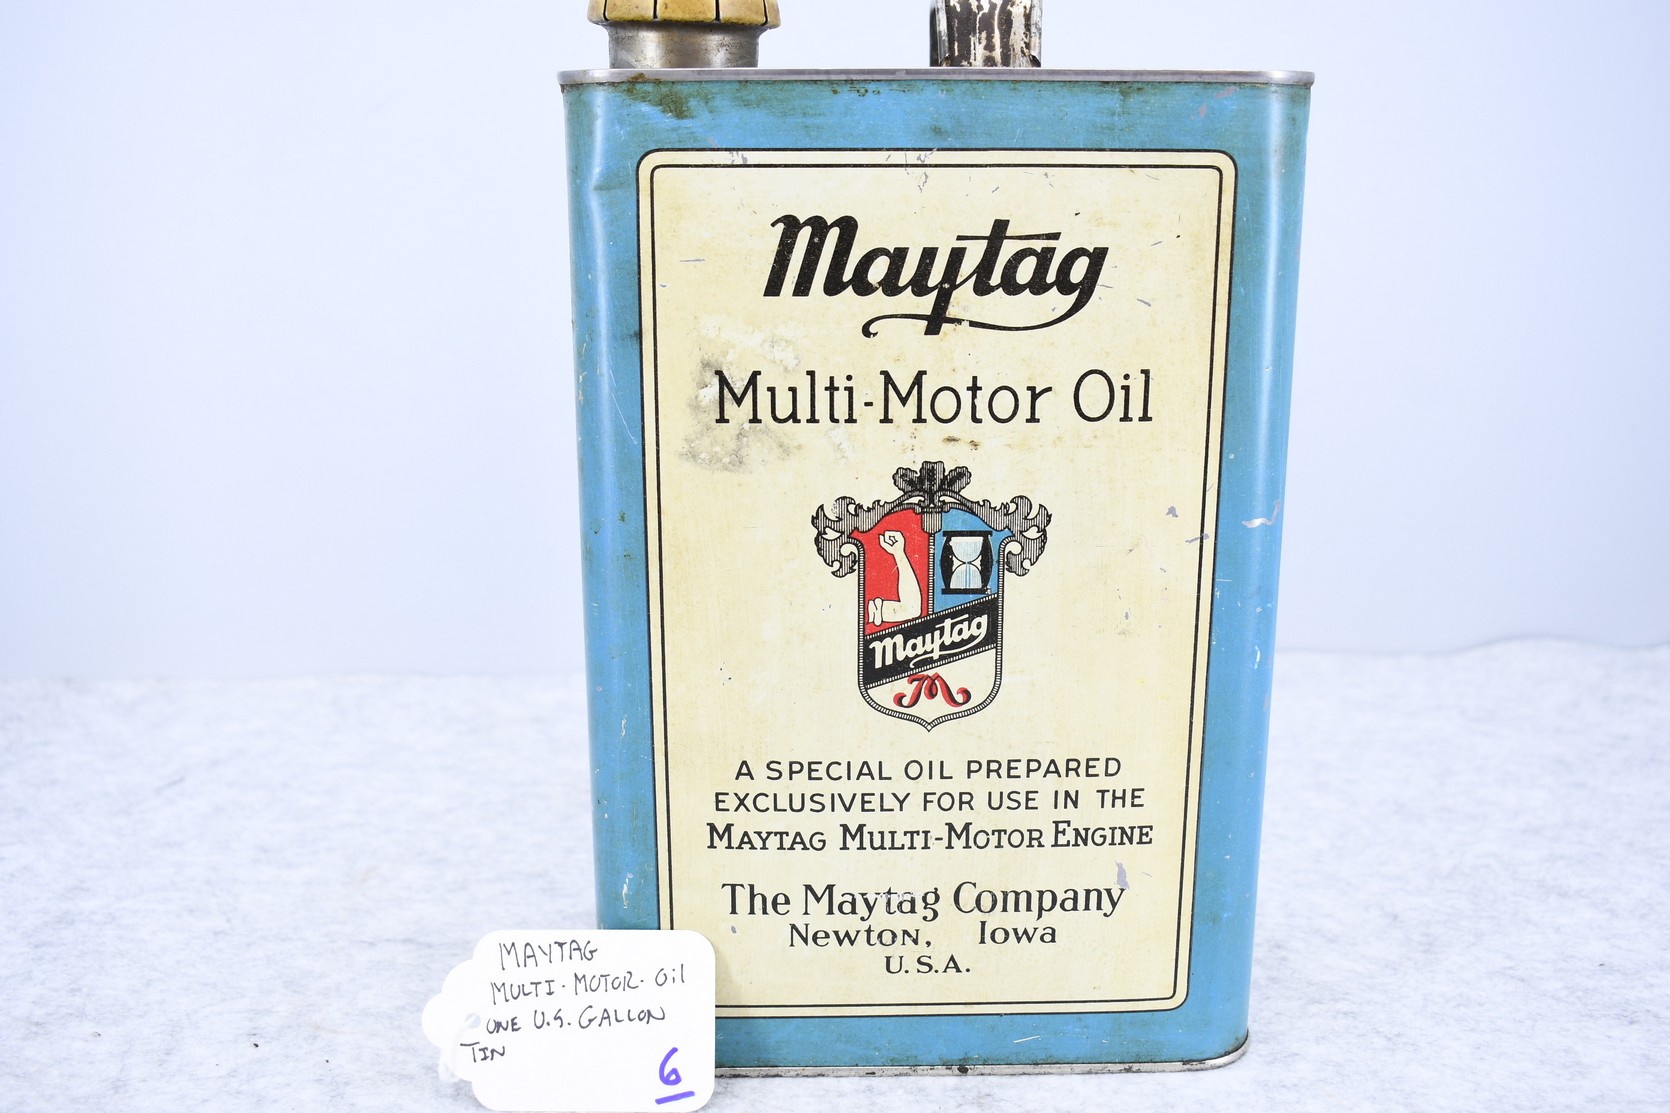 Maytag
Multi-Motor Oil
Maytag
M
A SPECIAL OIL PREPARED
EXCLUSIVELY FOR USE IN THE
MAYTAG MULTI-MOTOR ENGINE
The Maytag Company
Newton, Iowa
U.S.A.
MAYTAG
MULTI-MOTOR-Oil
ONE U.S. GALLON
TIN
6